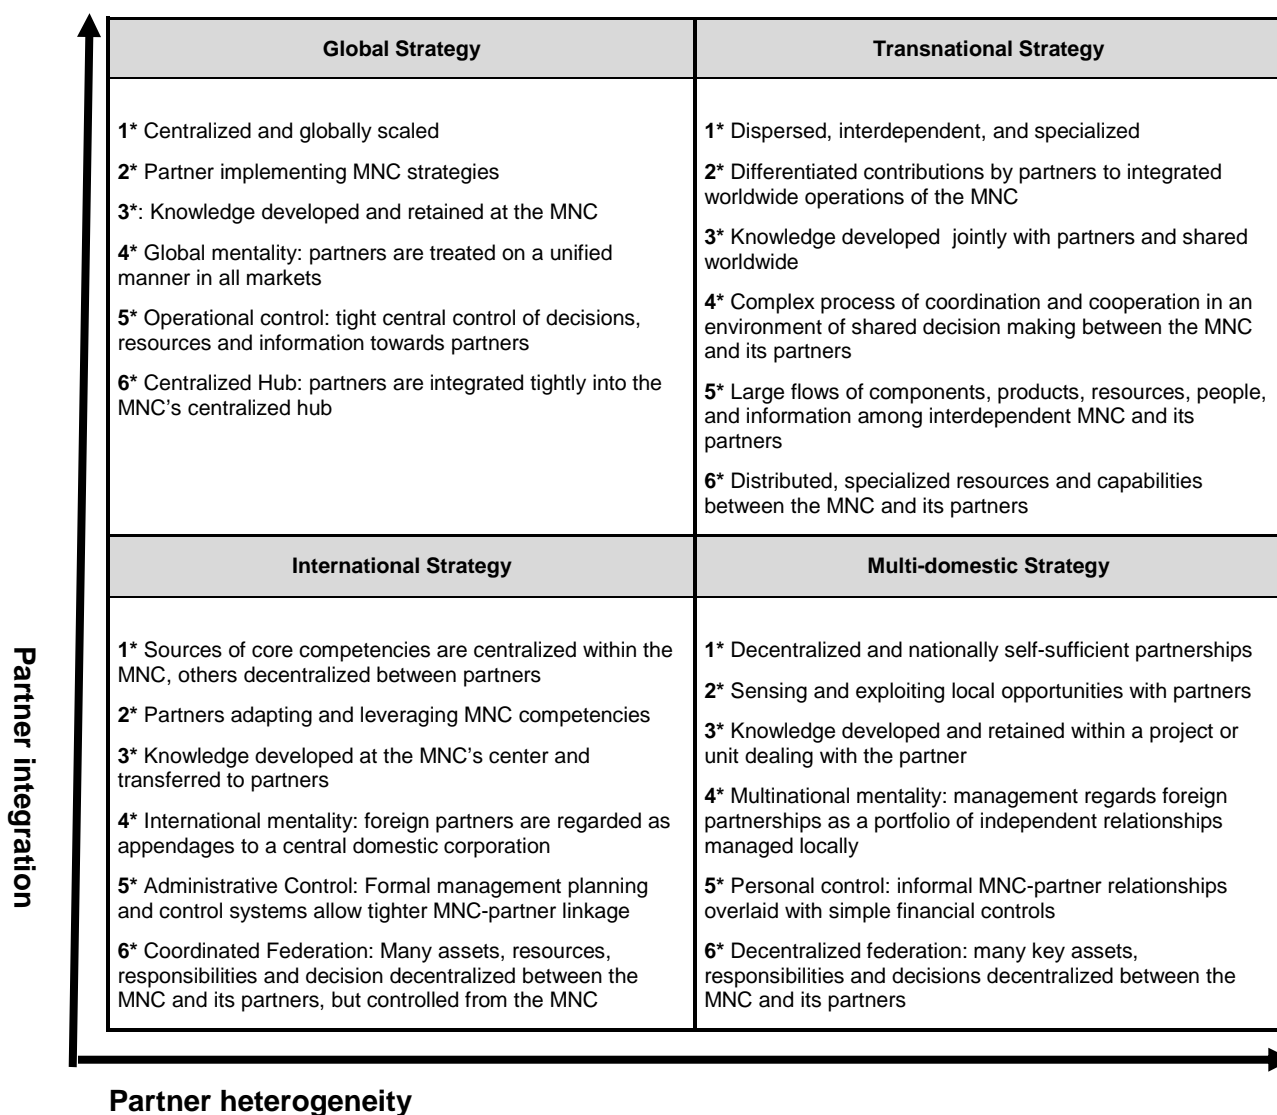 Global Strategy
1* Centralized and globally scaled
2* Partner implementing MNC strategies
3*: Knowledge developed and retained at the MNC
4* Global mentality: partners are treated on a unified
manner in all markets
5* Operational control: tight central control of decisions,
resources and information towards partners
6* Centralized Hub: partners are integrated tightly into the
MNC's centralized hub
Transnational Strategy
1* Dispersed, interdependent, and specialized
2* Differentiated contributions by partners to integrated
worldwide operations of the MNC
3* Knowledge developed  jointly with partners and shared
worldwide
4* Complex process of coordination and cooperation in an
environment of shared decision making between the MNC
and its partners
5* Large flows of components, products, resources, people,
and information among interdependent MNC and its
partners
6* Distributed, specialized resources and capabilities
between the MNC and its partners
International Strategy
1* Sources of core competencies are centralized within the
MNC, others decentralized between partners
2* Partners adapting and leveraging MNC competencies
3* Knowledge developed at the MNC's center and
transferred to partners
4* International mentality: foreign partners are regarded as
appendages to a central domestic corporation
5* Administrative Control: Formal management planning
and control systems allow tighter MNC-partner linkage
6* Coordinated Federation: Many assets, resources,
responsibilities and decision decentralized between the
MNC and its partners, but controlled from the MNC
Multi-domestic Strategy
1* Decentralized and nationally self-sufficient partnerships
2* Sensing and exploiting local opportunities with partners
3* Knowledge developed and retained within a project or
unit dealing with the partner
4* Multinational mentality: management regards foreign
partnerships as a portfolio of independent relationships
managed locally
5* Personal control: informal MNC-partner relationships
overlaid with simple financial controls
6* Decentralized federation: many key assets,
responsibilities and decisions decentralized between the
MNC and its partners
Partner integration
Partner heterogeneity